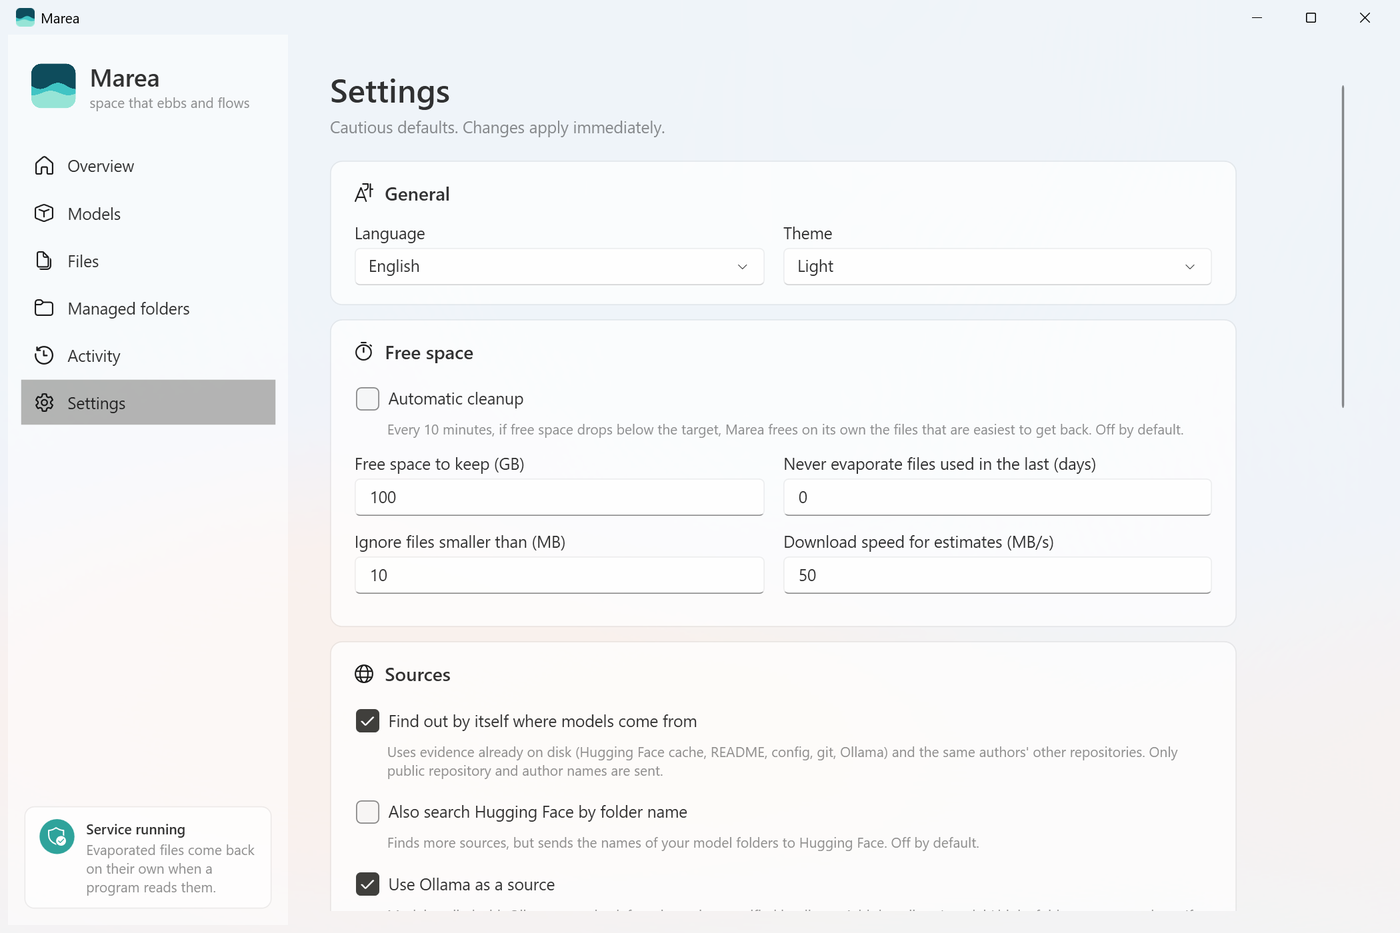 Marea
Marea
space that ebbs and flows
Overview
Models
Files
Managed folders
Activity
Settings
Service running
Evaporated files come back
on their own when a
program reads them.
Settings
Cautious defaults. Changes apply immediately.
General
Language
Theme
English
Light
Free space
Automatic cleanup
Every 10 minutes, if free space drops below the target, Marea frees on its own the files that are easiest to get back. Off by default.
Free space to keep (GB)
Never evaporate files used in the last (days)
100
0
Ignore files smaller than (MB)
Download speed for estimates (MB/s)
10
50
Sources
Find out by itself where models come from
Uses evidence already on disk (Hugging Face cache, README, config, git, Ollama) and the same authors' other repositories. Only
public repository and author names are sent.
Also search Hugging Face by folder name
Finds more sources, but sends the names of your model folders to Hugging Face. Off by default.
Use Ollama as a source